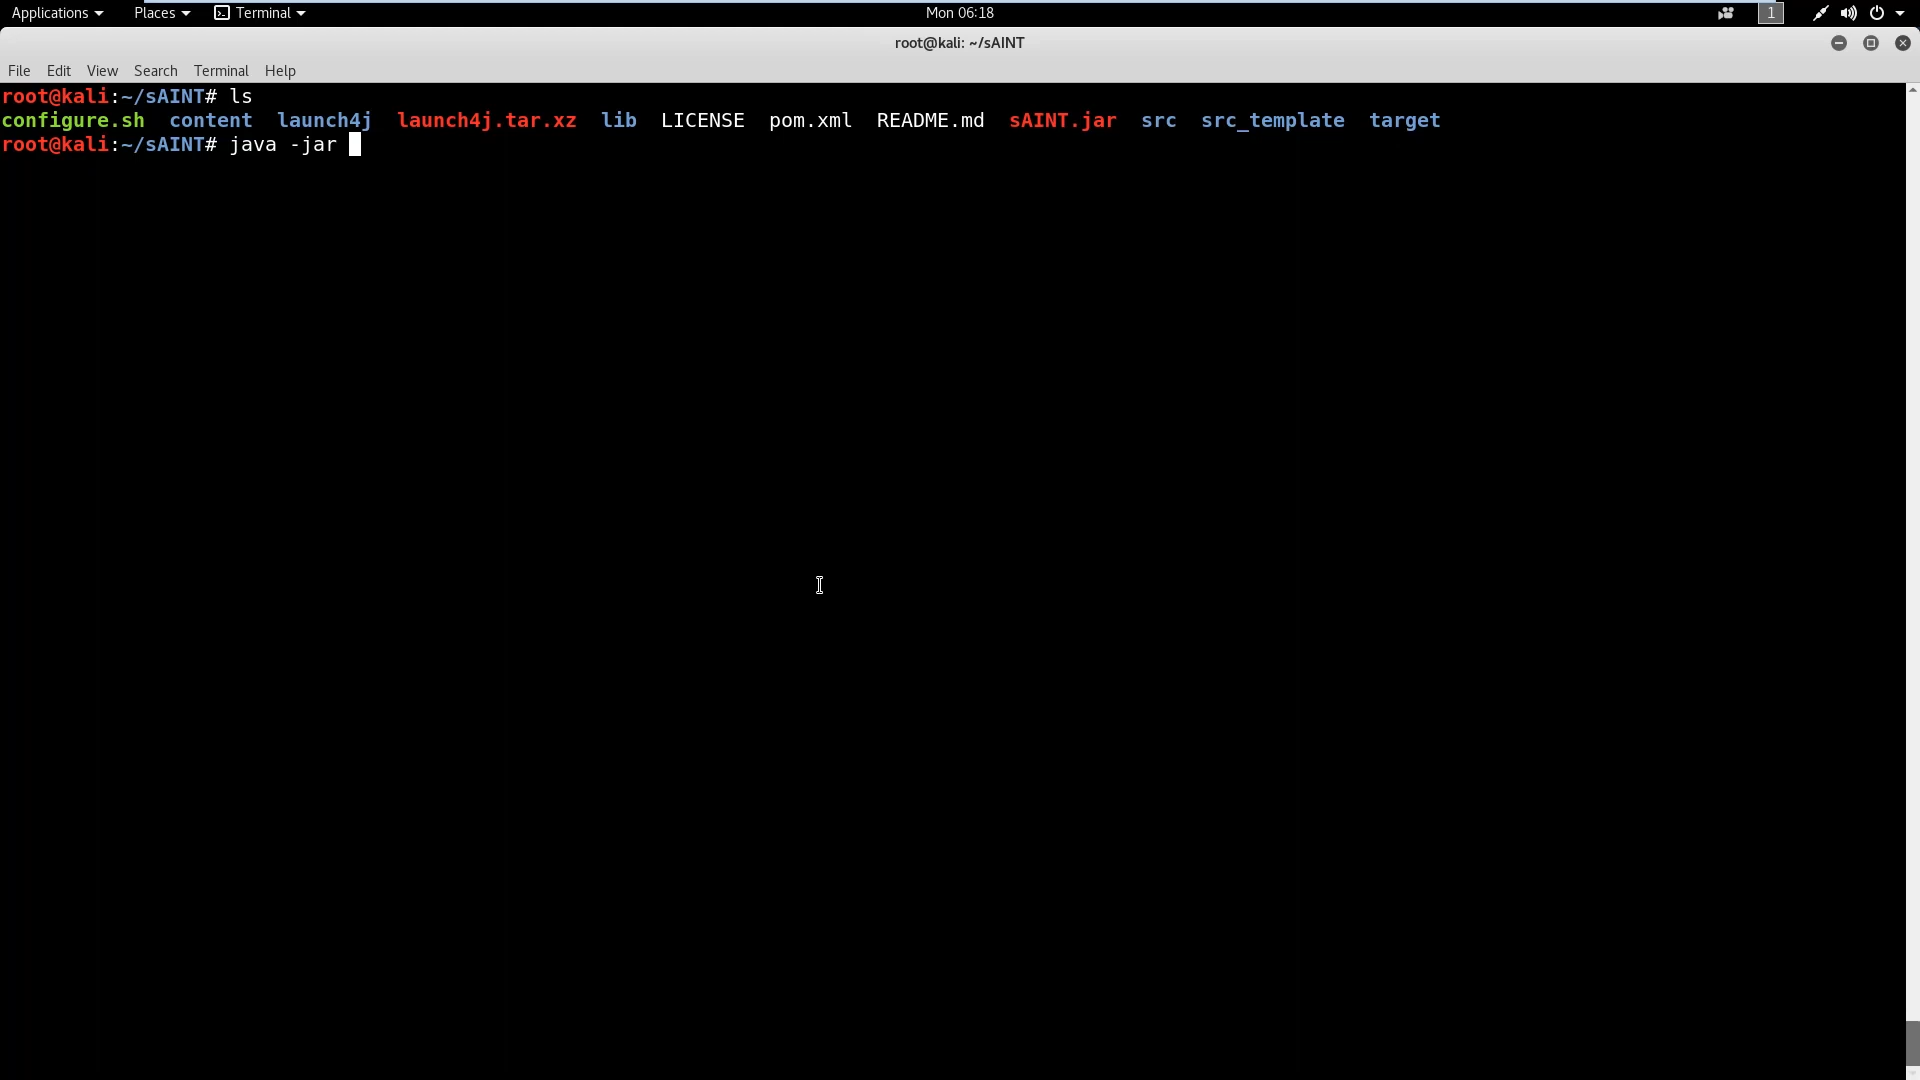 Applications Places Terminal Mon 06:18 1
root@kali: ~/sAINT
File Edit View Search Terminal Help
root@kali:~/sAINT# ls
configure.sh content launch4j launch4j.tar.xz lib LICENSE pom.xml README.md sAINT.jar src src_template target
root@kali:~/sAINT# java -jar